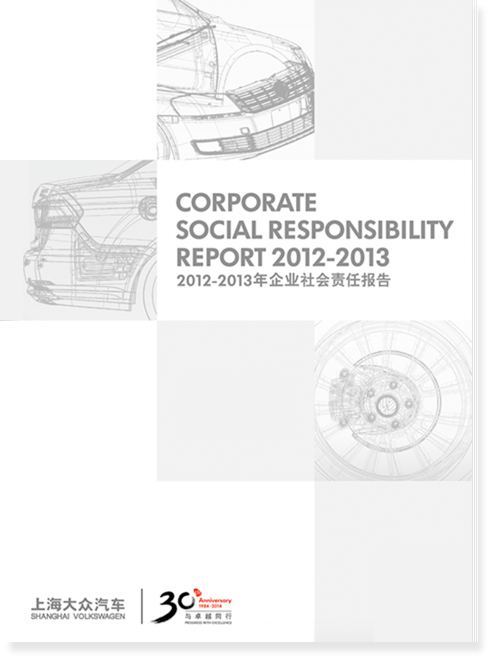 CORPORATE
SOCIAL RESPONSIBILITY
REPORT 2012-2013
2012-2013年企业社会责任报告
上海大众汽车
SHANGHAI VOLKSWAGEN
30
Anniversary
1984-2014
与卓越同行
PROGRESS WITH EXCELLENCE